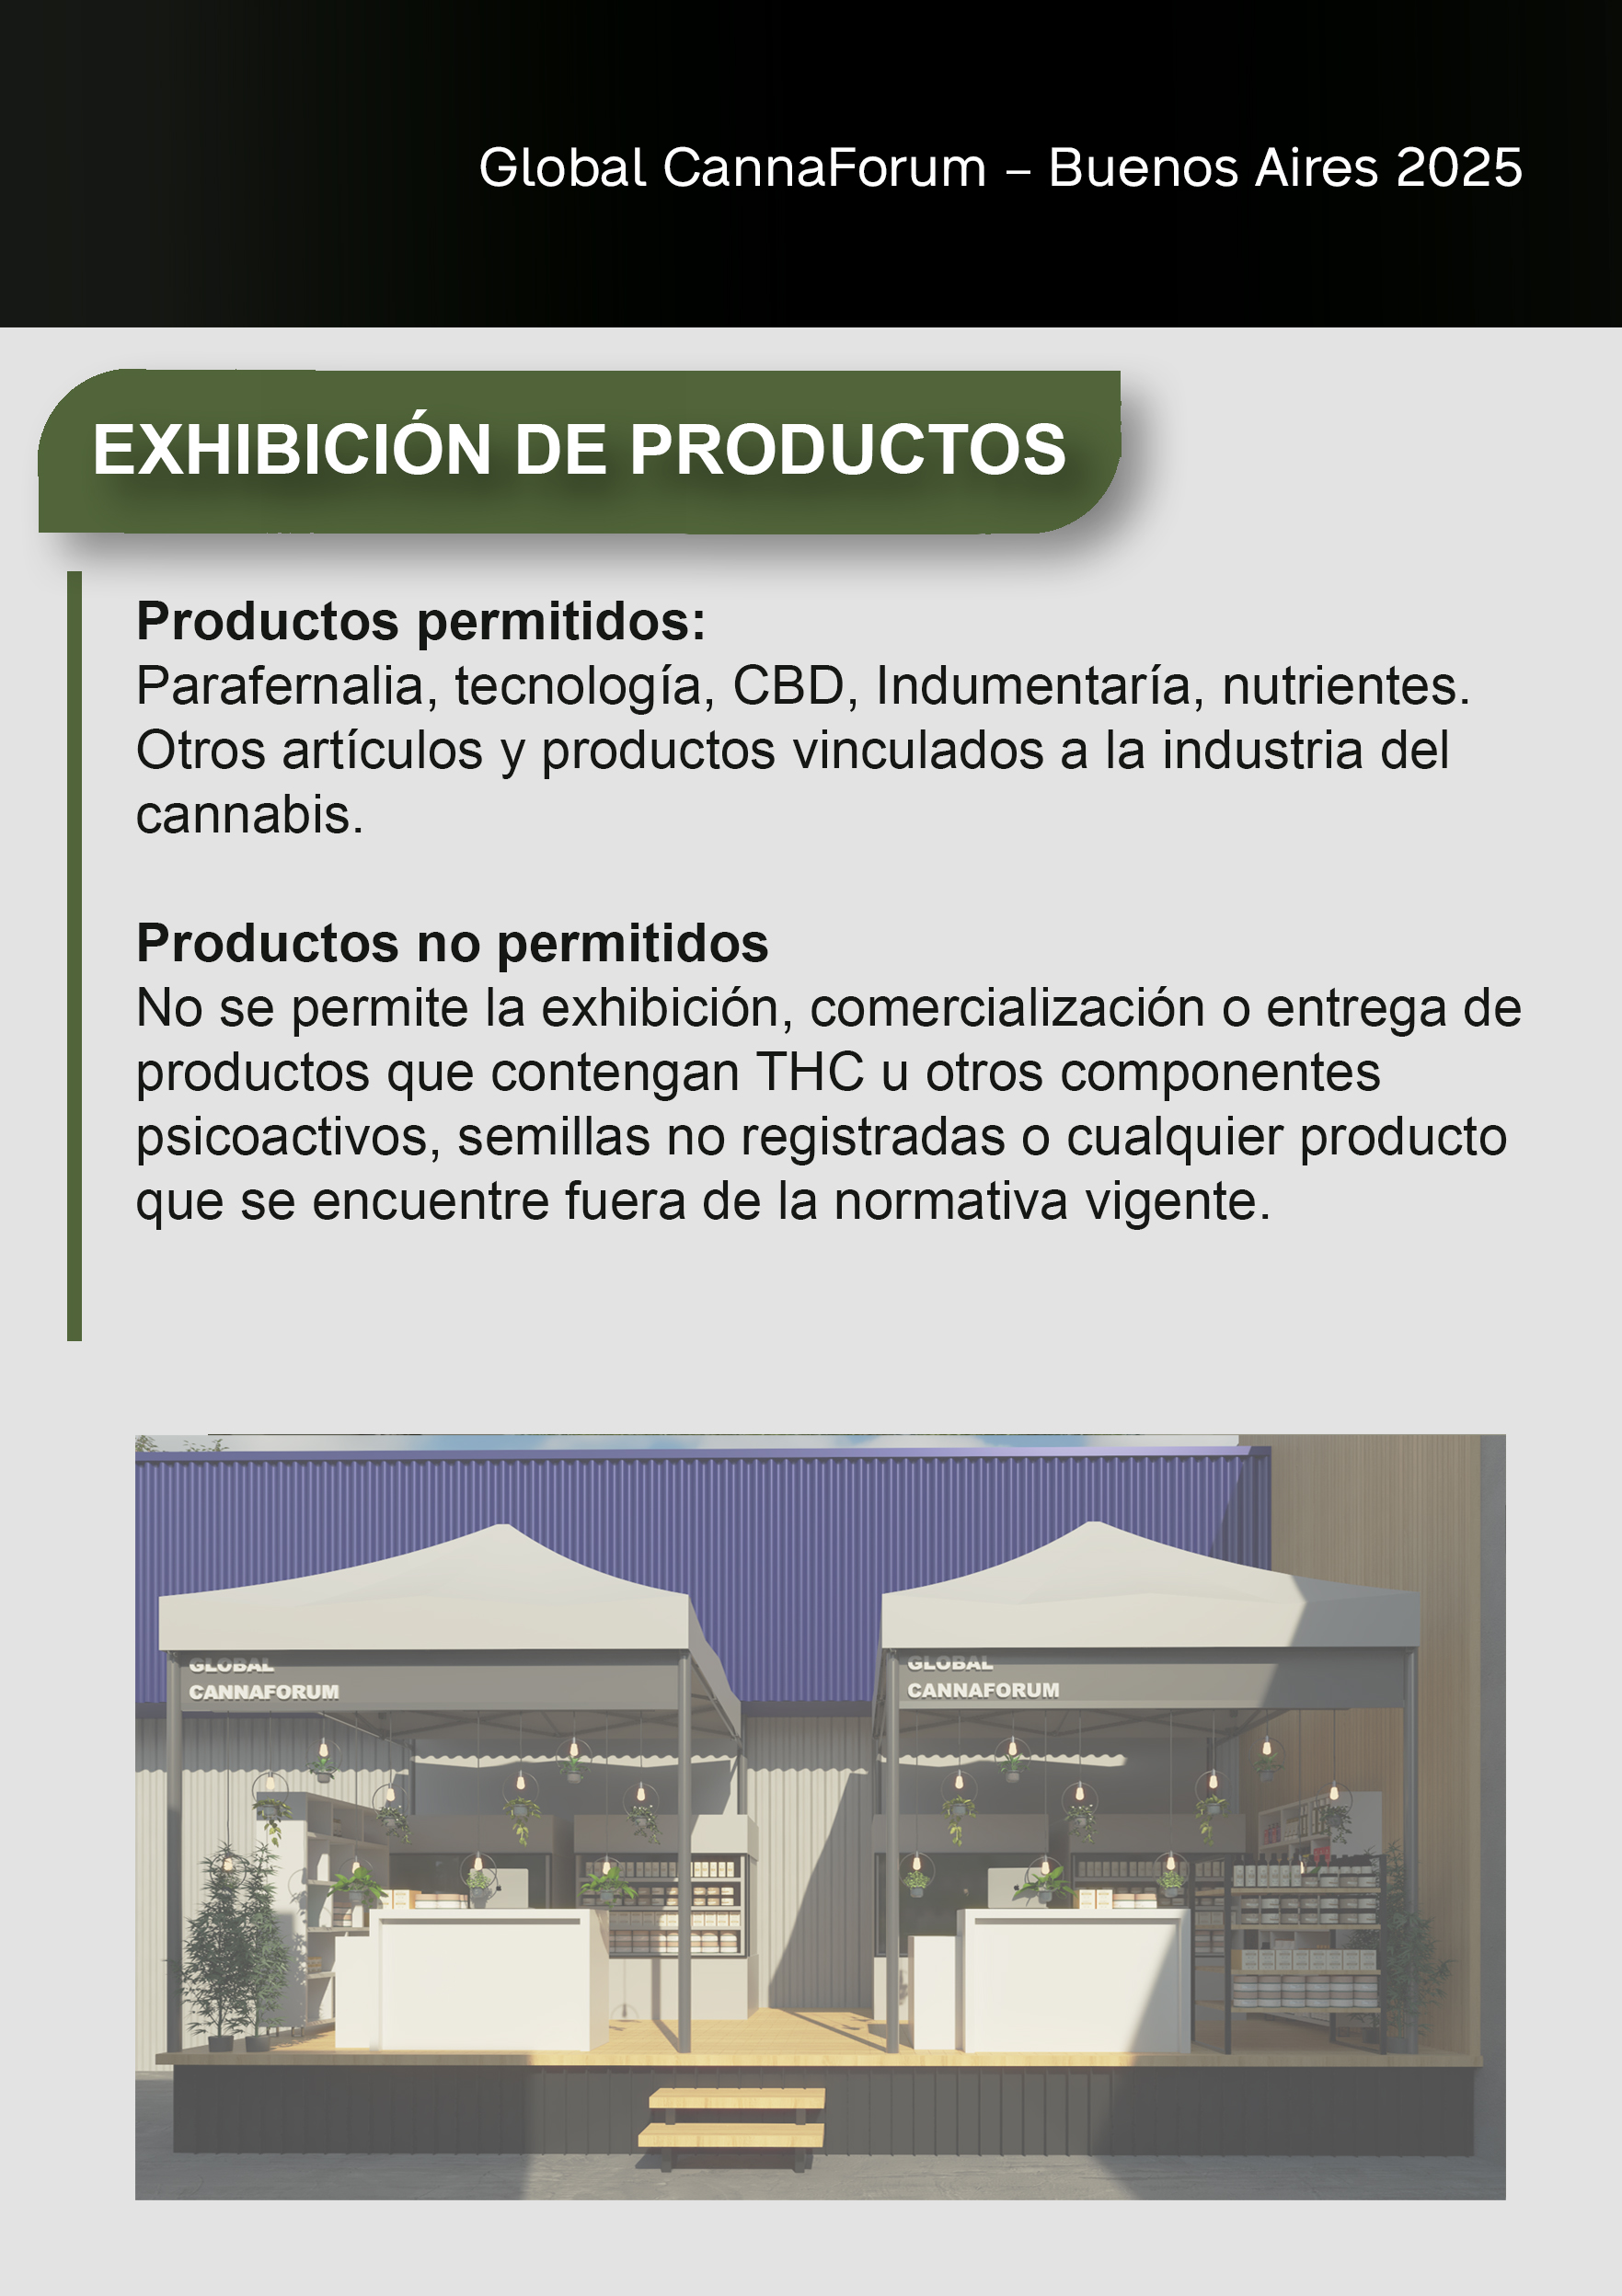 Global CannaForum – Buenos Aires 2025
EXHIBICIÓN DE PRODUCTOS
Productos permitidos:
Parafernalia, tecnología, CBD, Indumentaría, nutrientes.
Otros artículos y productos vinculados a la industria del
cannabis.
Productos no permitidos
No se permite la exhibición, comercialización o entrega de
productos que contengan THC u otros componentes
psicoactivos, semillas no registradas o cualquier producto
que se encuentre fuera de la normativa vigente.
GLOBAL
CANNAFORUM
GLOBAL
CANNAFORUM